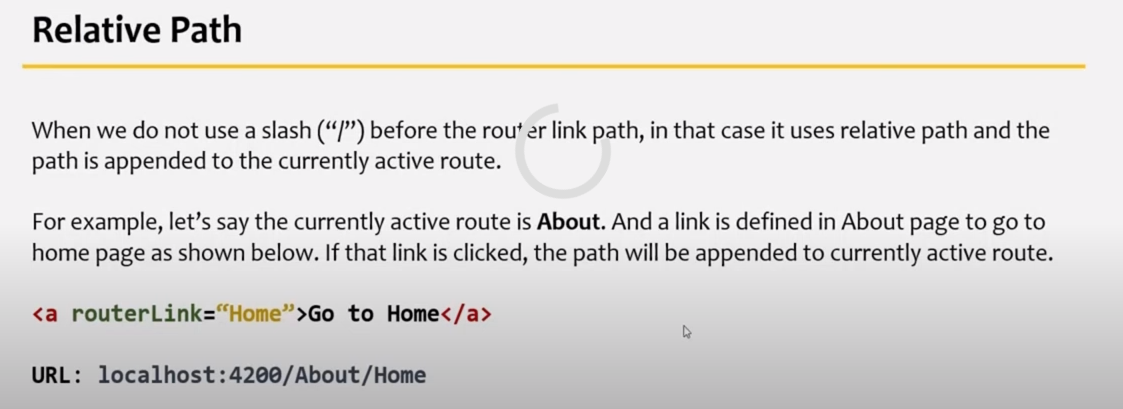 Relative Path
When we do not use a slash (“/”) before the router link path, in that case it uses relative path and the
path is appended to the currently active route.
For example, let’s say the currently active route is About. And a link is defined in About page to go to
home page as shown below. If that link is clicked, the path will be appended to currently active route.
<a routerLink=“Home”>Go to Home</a>
URL: localhost:4200/About/Home